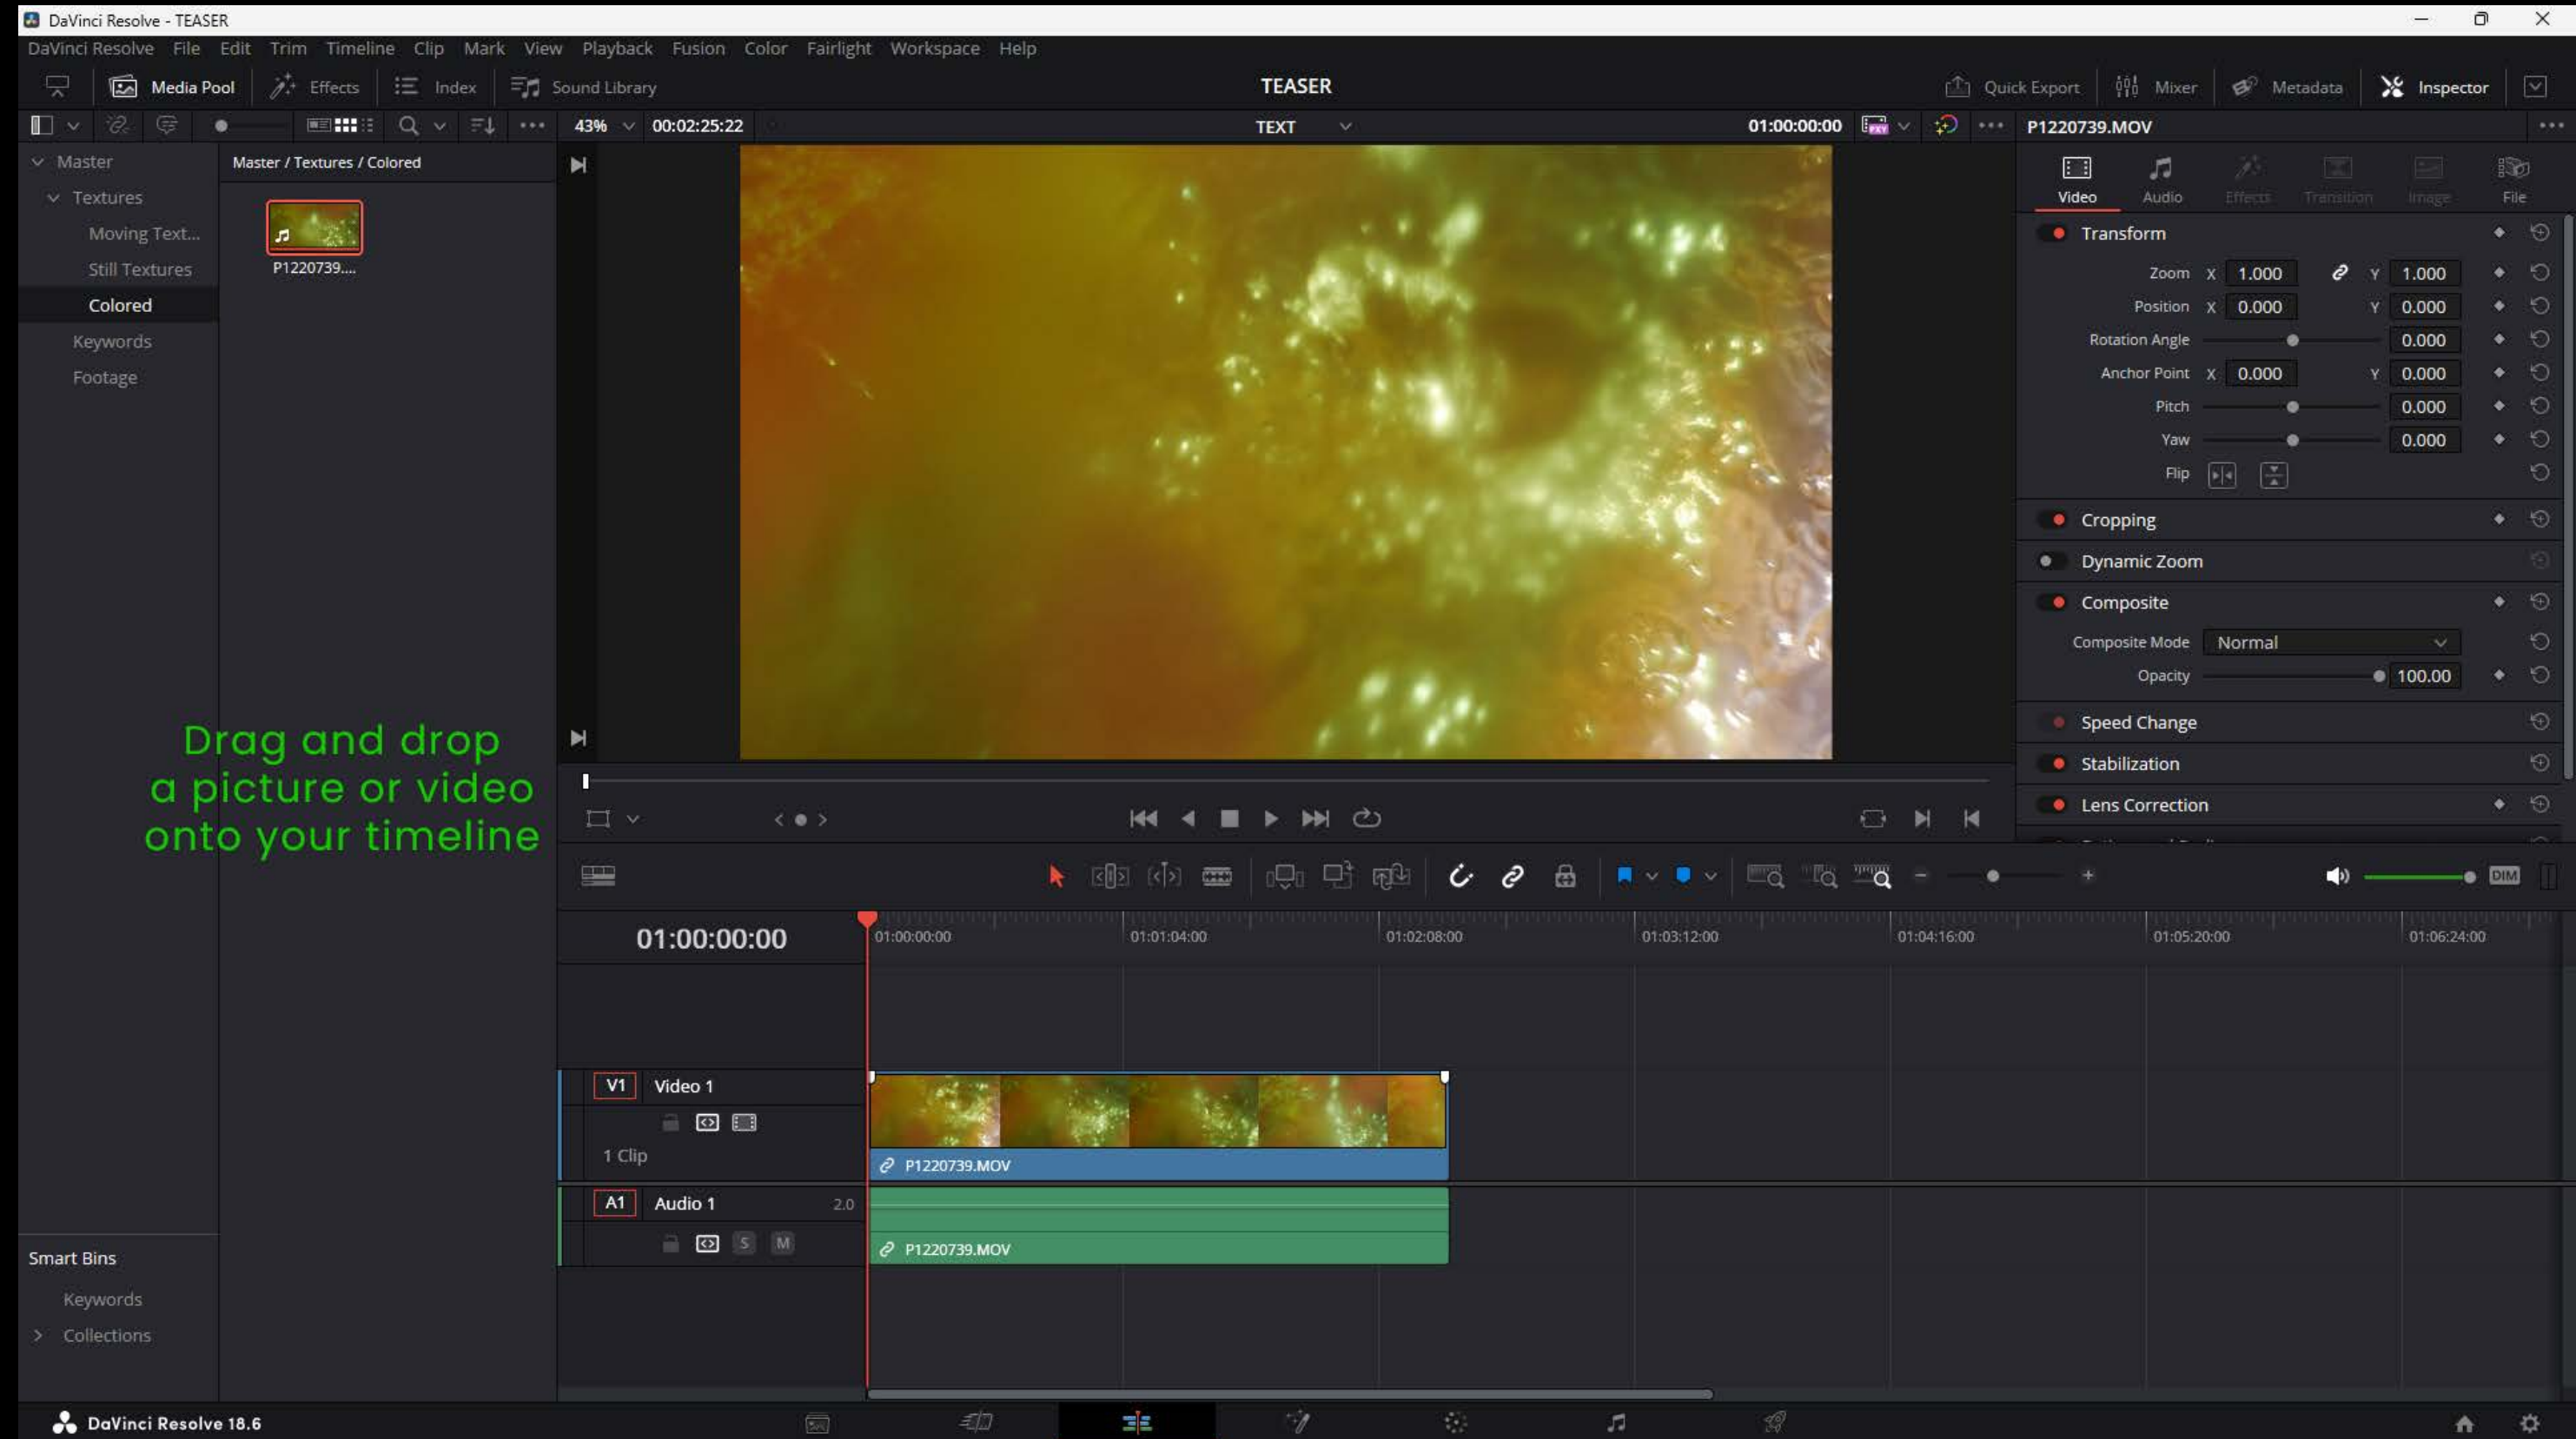 DaVinci Resolve - TEASER
DaVinci Resolve File Edit Trim Timeline Clip Mark View Playback Fusion Color Fairlight Workspace Help
Media Pool Effects Index Sound Library TEASER Quick Export Mixer Metadata Inspector
43% 00:02:25:22 TEXT 01:00:00:00 P1220739.MOV
Master
Textures
Moving Text...
Still Textures
Colored
Keywords
Footage
Master / Textures / Colored
P1220739....
Video Audio Effects Transition Image File
Transform
Zoom X 1.000 Y 1.000
Position X 0.000 Y 0.000
Rotation Angle 0.000
Anchor Point X 0.000 Y 0.000
Pitch 0.000
Yaw 0.000
Flip
Cropping
Dynamic Zoom
Composite
Composite Mode Normal
Opacity 100.00
Speed Change
Stabilization
Lens Correction
Drag and drop
a picture or video
onto your timeline
DIM
01:00:00:00 01:00:00:00 01:01:04:00 01:02:08:00 01:03:12:00 01:04:16:00 01:05:20:00 01:06:24:00
V1 Video 1
1 Clip
P1220739.MOV
A1 Audio 1 2.0
S M
P1220739.MOV
Smart Bins
Keywords
Collections
DaVinci Resolve 18.6